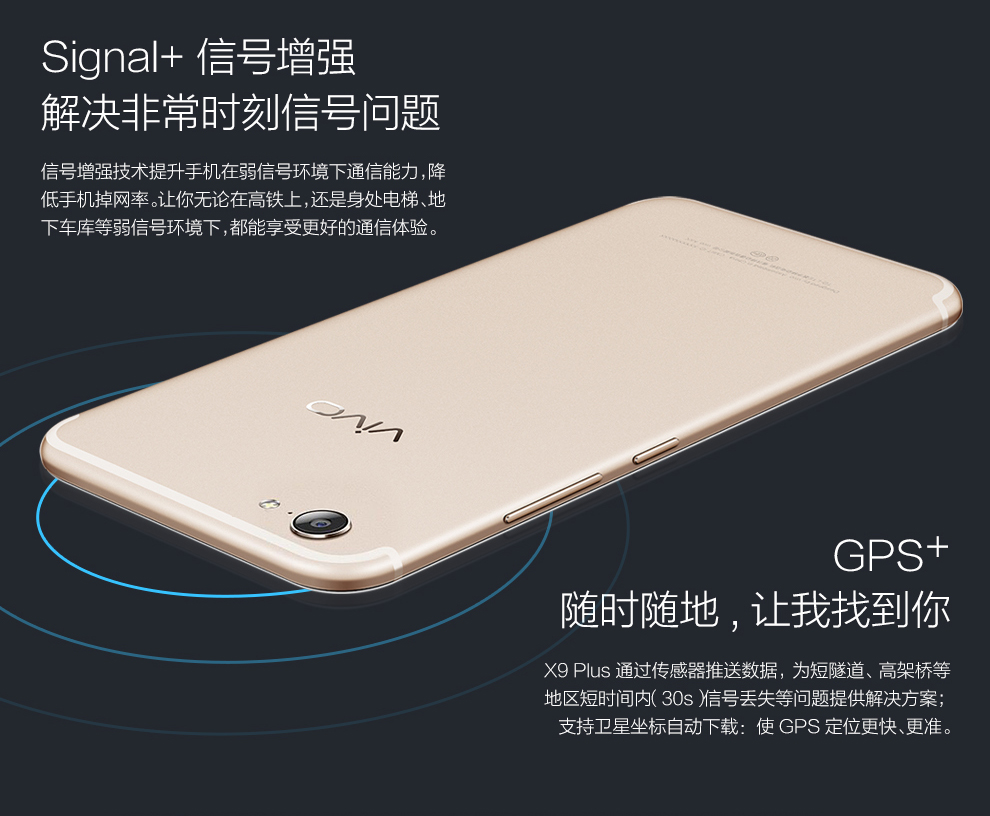 Signal+ 信号增强
解决非常时刻信号问题
信号增强技术提升手机在弱信号环境下通信能力,降
低手机掉网率。让你无论在高铁上,还是身处电梯、地
下车库等弱信号环境下,都能享受更好的通信体验。
vivo
GPS+
随时随地,让我找到你
X9 Plus 通过传感器推送数据,为短隧道、高架桥等
地区短时间内( 30s )信号丢失等问题提供解决方案;
支持卫星坐标自动下载:使 GPS 定位更快、更准。